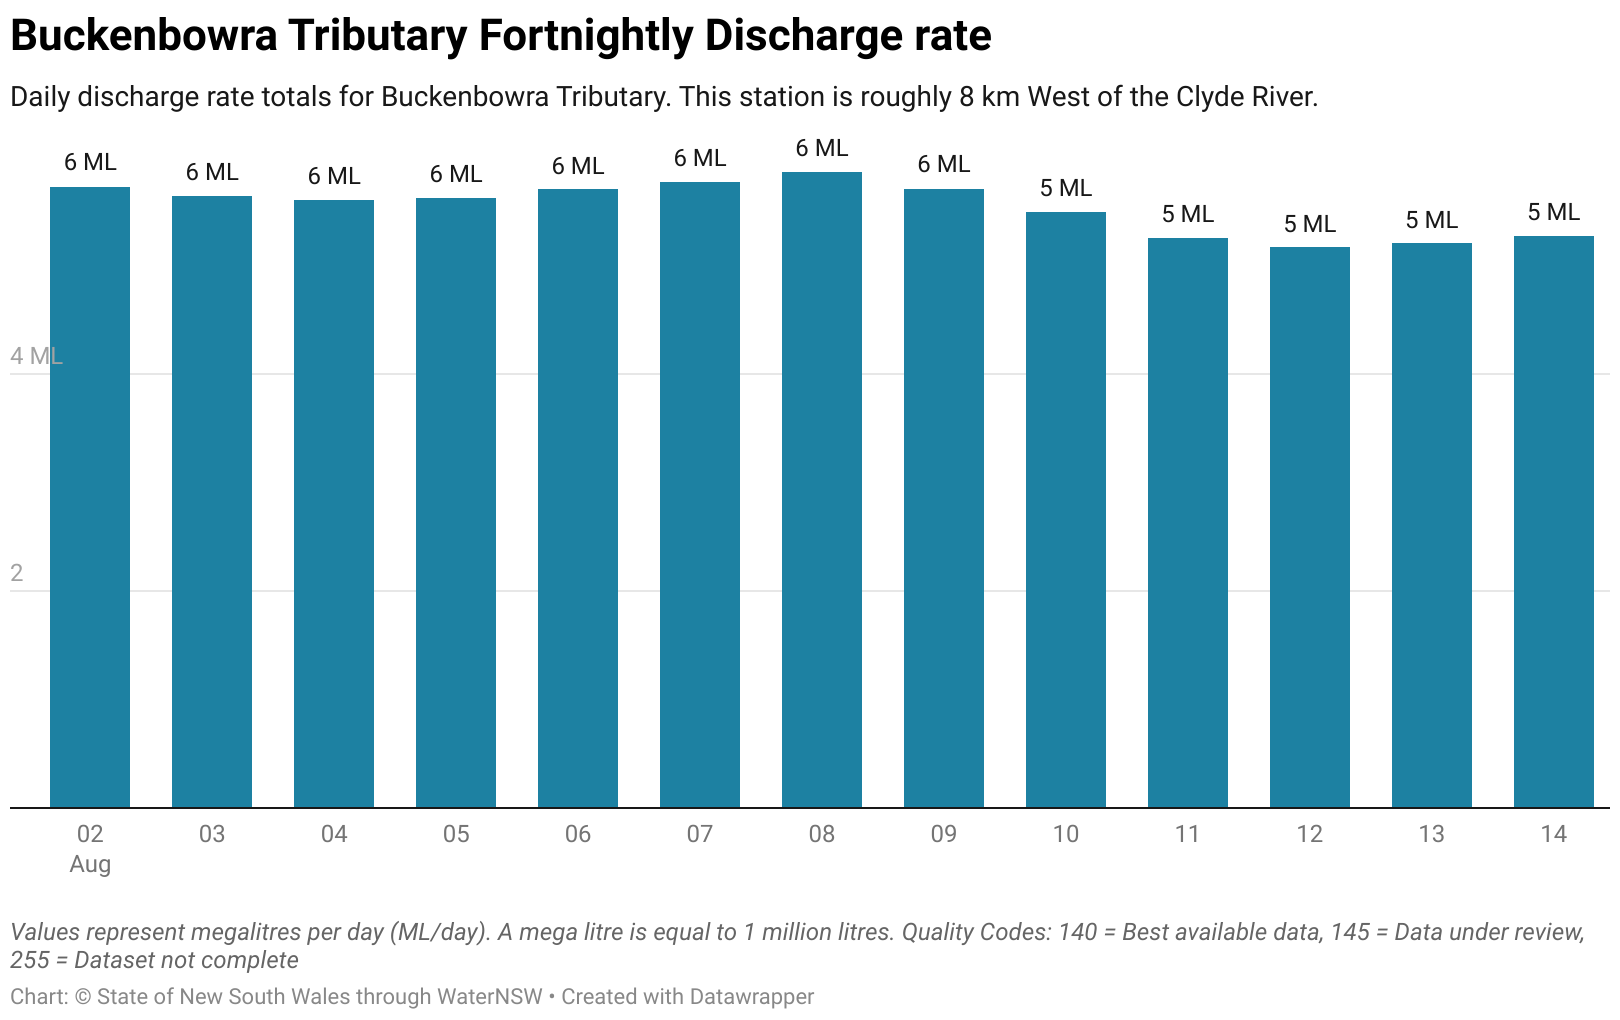 Buckenbowra Tributary Fortnightly Discharge rate
Daily discharge rate totals for Buckenbowra Tributary. This station is roughly 8 km West of the Clyde River.
6 ML
6 ML
6 ML
6 ML
6 ML
6 ML
6 ML
6 ML
5 ML
5 ML
5 ML
5 ML
5 ML
4 ML
2
02 03 04 05 06 07 08 09 10 11 12 13 14
Aug
Values represent megalitres per day (ML/day). A mega litre is equal to 1 million litres. Quality Codes: 140 = Best available data, 145 = Data under review,
255 = Dataset not complete
Chart: © State of New South Wales through WaterNSW • Created with Datawrapper